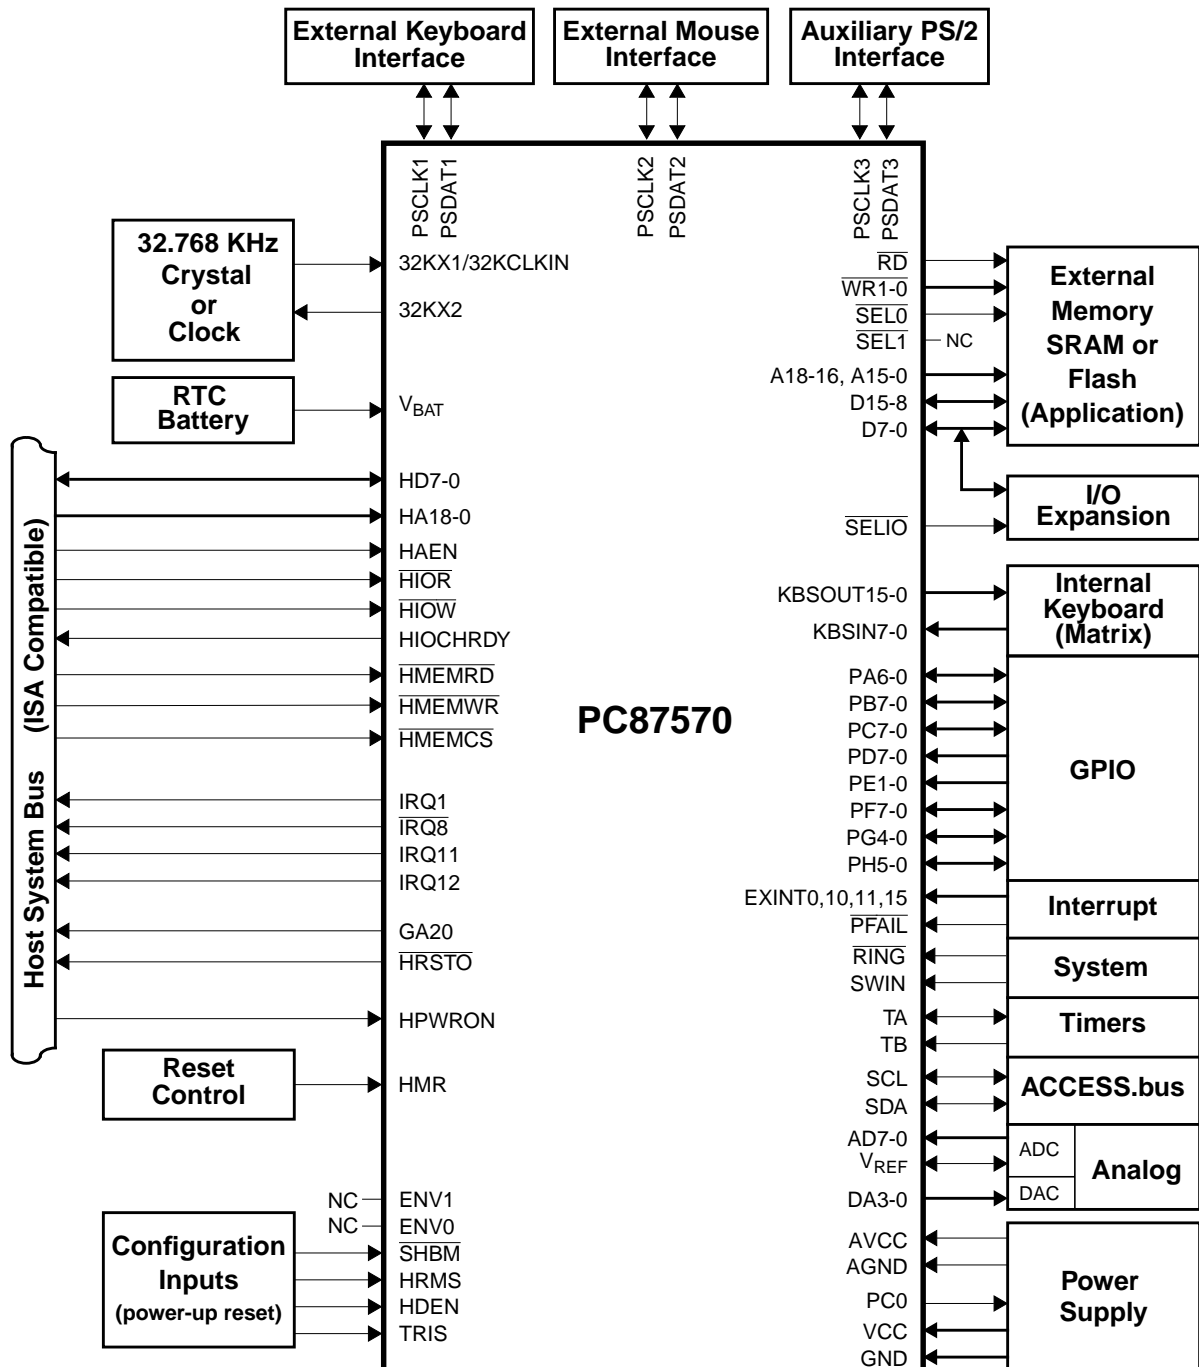 External Keyboard
Interface
External Mouse
Interface
Auxiliary PS/2
Interface
PSCLK1
PSDAT1
PSCLK2
PSDAT2
PSCLK3
PSDAT3
32.768 KHz
Crystal
or
Clock
32KX1/32KCLKIN
32KX2
RTC
Battery
VBAT
Host System Bus (ISA Compatible)
HD7-0
HA18-0
HAEN
HIOR
HIOW
HIOCHRDY
HMEMRD
HMEMWR
HMEMCS
IRQ1
IRQ8
IRQ11
IRQ12
GA20
HRSTO
HPWRON
Reset
Control
HMR
NC
ENV1
NC
ENV0
Configuration
Inputs
(power-up reset)
SHBM
HRMS
HDEN
TRIS
PC87570
RD
WR1-0
SEL0
SEL1
NC
A18-16, A15-0
D15-8
D7-0
External
Memory
SRAM or
Flash
(Application)
SELIO
I/O
Expansion
KBSOUT15-0
KBSIN7-0
Internal
Keyboard
(Matrix)
PA6-0
PB7-0
PC7-0
PD7-0
PE1-0
PF7-0
PG4-0
PH5-0
GPIO
EXINT0,10,11,15
PFAIL
Interrupt
RING
SWIN
System
TA
TB
Timers
SCL
SDA
ACCESS.bus
AD7-0
VREF
DA3-0
ADC
DAC
Analog
AVCC
AGND
PC0
VCC
GND
Power
Supply